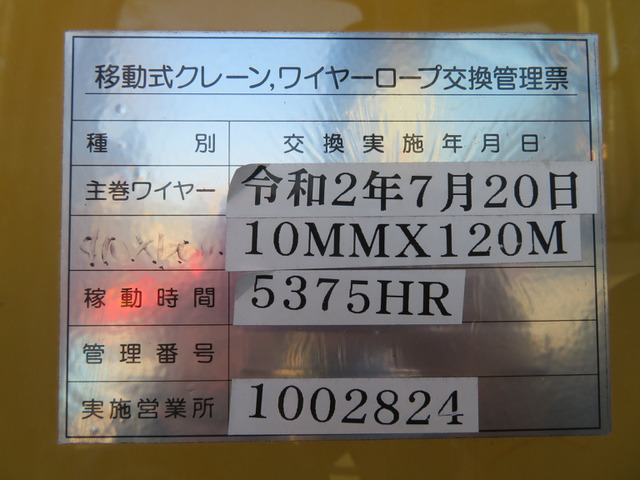 移動式クレーン,ワイヤーロープ交換管理票
種別 交換実施年月日
主巻ワイヤー 令和2年7月20日
10MMX120M
稼動時間 5375HR
管理番号
実施営業所 1002824